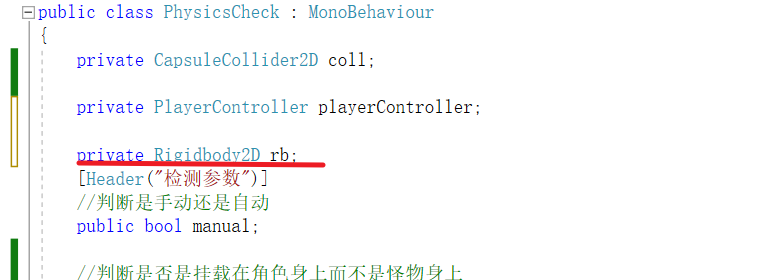 public class PhysicsCheck : MonoBehaviour
{
private CapsuleCollider2D coll;
private PlayerController playerController;
private Rigidbody2D rb;
[Header("检测参数")]
//判断是手动还是自动
public bool manual;
//判断是否是挂载在角色身上而不是怪物身上